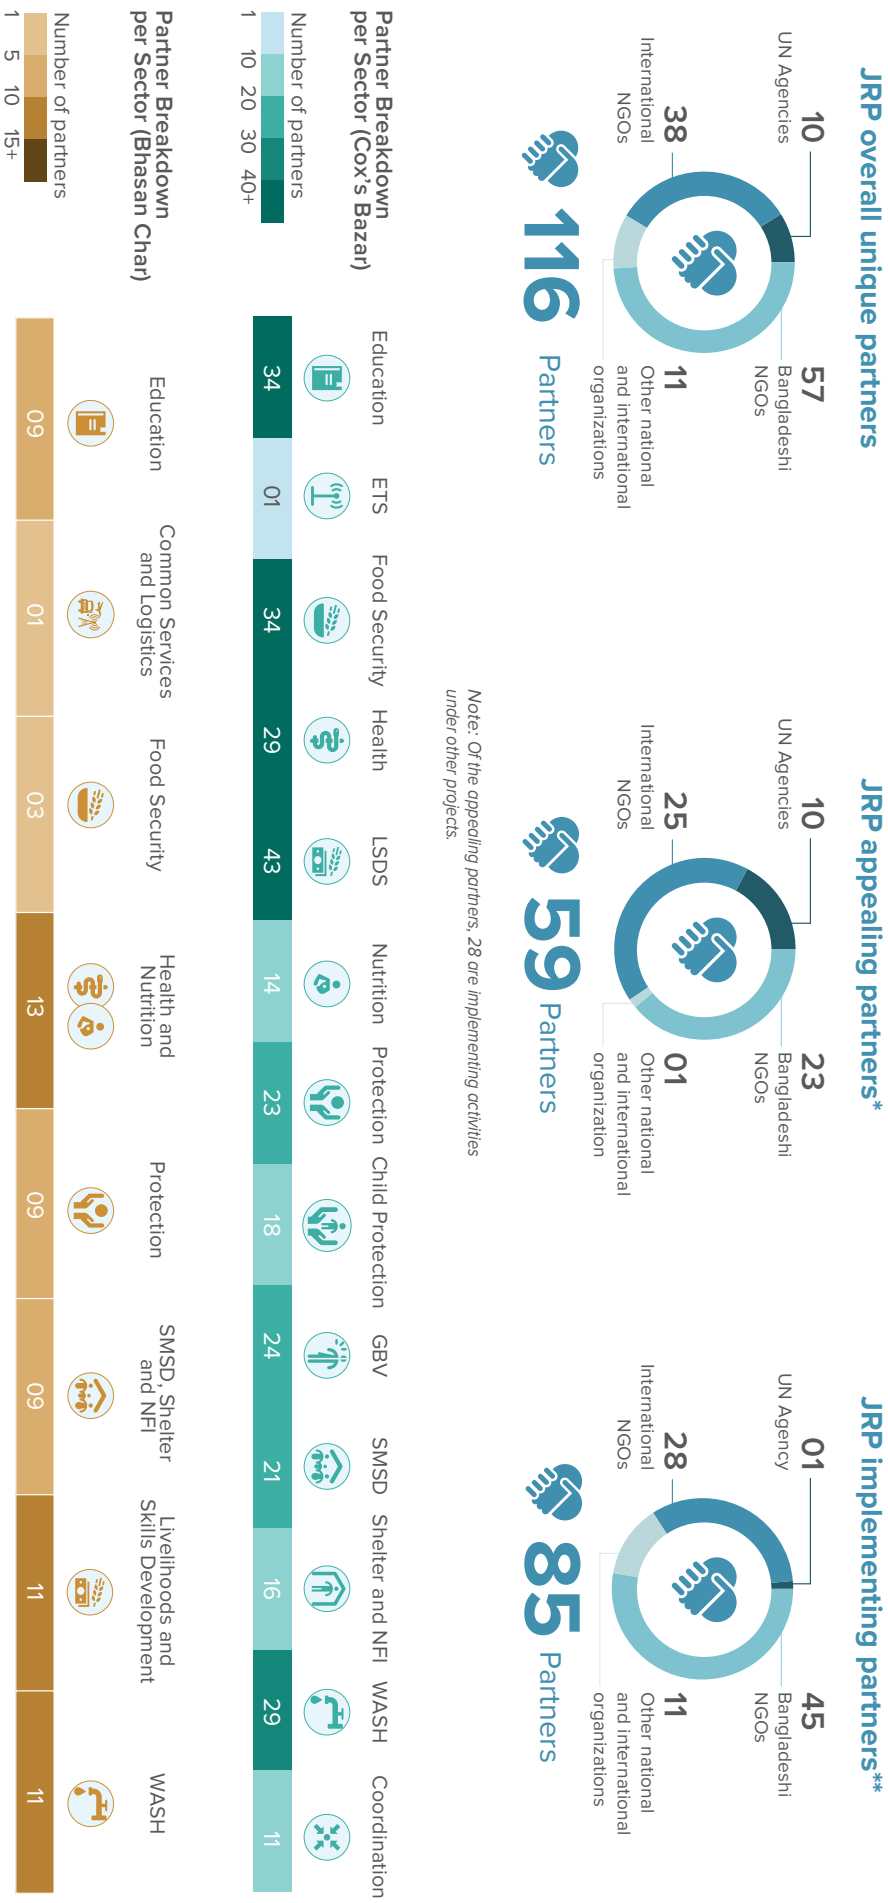 JRP overall unique partners
10
UN Agencies
38
International
NGOs
57
Bangladeshi
NGOs
11
Other national
and international
organizations
116 Partners
JRP appealing partners*
10
UN Agencies
25
International
NGOs
23
Bangladeshi
NGOs
01
Other national
and international
organization
59 Partners
Note: Of the appealing partners, 28 are implementing activities
under other projects.
JRP implementing partners**
01
UN Agency
28
International
NGOs
45
Bangladeshi
NGOs
11
Other national
and international
organizations
85 Partners
Partner Breakdown
per Sector (Cox's Bazar)
Number of partners
1 10 20 30 40+
Education ETS Food Security Health LSDS Nutrition Protection Child Protection GBV SMSD Shelter and NFI WASH Coordination
34 01 34 29 43 14 23 18 24 21 16 29 11
Partner Breakdown
per Sector (Bhasan Char)
Number of partners
1 5 10 15+
Education
Common Services
and Logistics
Food Security
Health and
Nutrition
Protection
SMSD, Shelter
and NFI
Livelihoods and
Skills Development
WASH
09 01 03 13 09 09 11 11